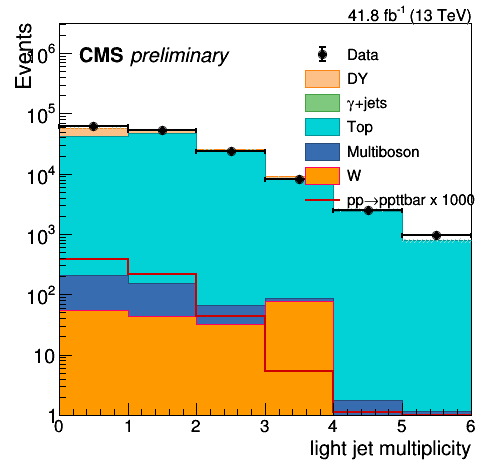 41.8 fb⁻¹ (13 TeV)
Events
CMS preliminary
Data
DY
γ+jets
Top
Multiboson
W
pp→ppttbar x 1000
10⁶
10⁵
10⁴
10³
10²
10
1
0 1 2 3 4 5 6
light jet multiplicity